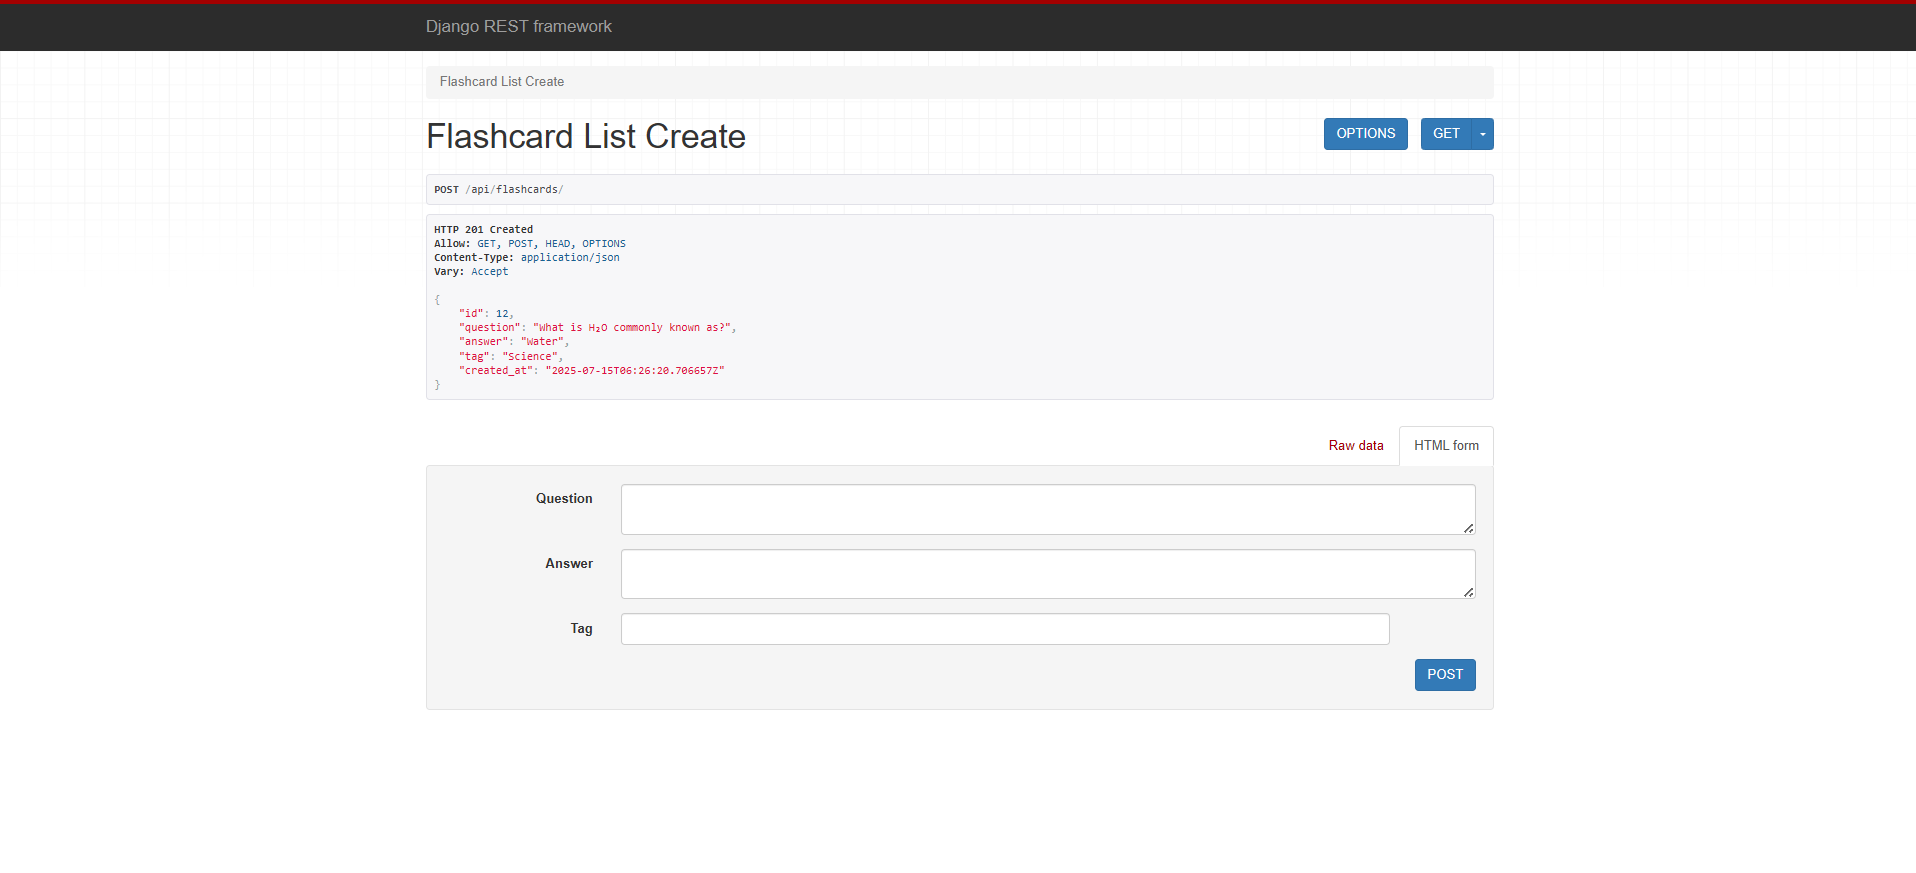 Django REST framework
Flashcard List Create
Flashcard List Create
OPTIONS
GET
POST /api/flashcards/
HTTP 201 Created
Allow: GET, POST, HEAD, OPTIONS
Content-Type: application/json
Vary: Accept
{
    "id": 12,
    "question": "What is H₂O commonly known as?",
    "answer": "Water",
    "tag": "Science",
    "created_at": "2025-07-15T06:26:20.706657Z"
}
Raw data
HTML form
Question
Answer
Tag
POST